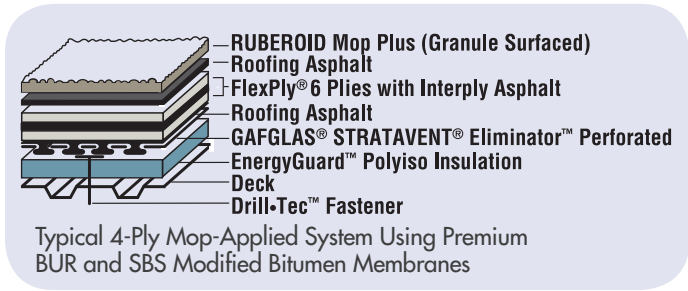 RUBEROID Mop Plus (Granule Surfaced)
Roofing Asphalt
FlexPly® 6 Plies with Interply Asphalt
Roofing Asphalt
GAFGLAS® STRATAVENT® Eliminator™ Perforated
EnergyGuard™ Polyiso Insulation
Deck
Drill•Tec™ Fastener
Typical 4-Ply Mop-Applied System Using Premium
BUR and SBS Modified Bitumen Membranes